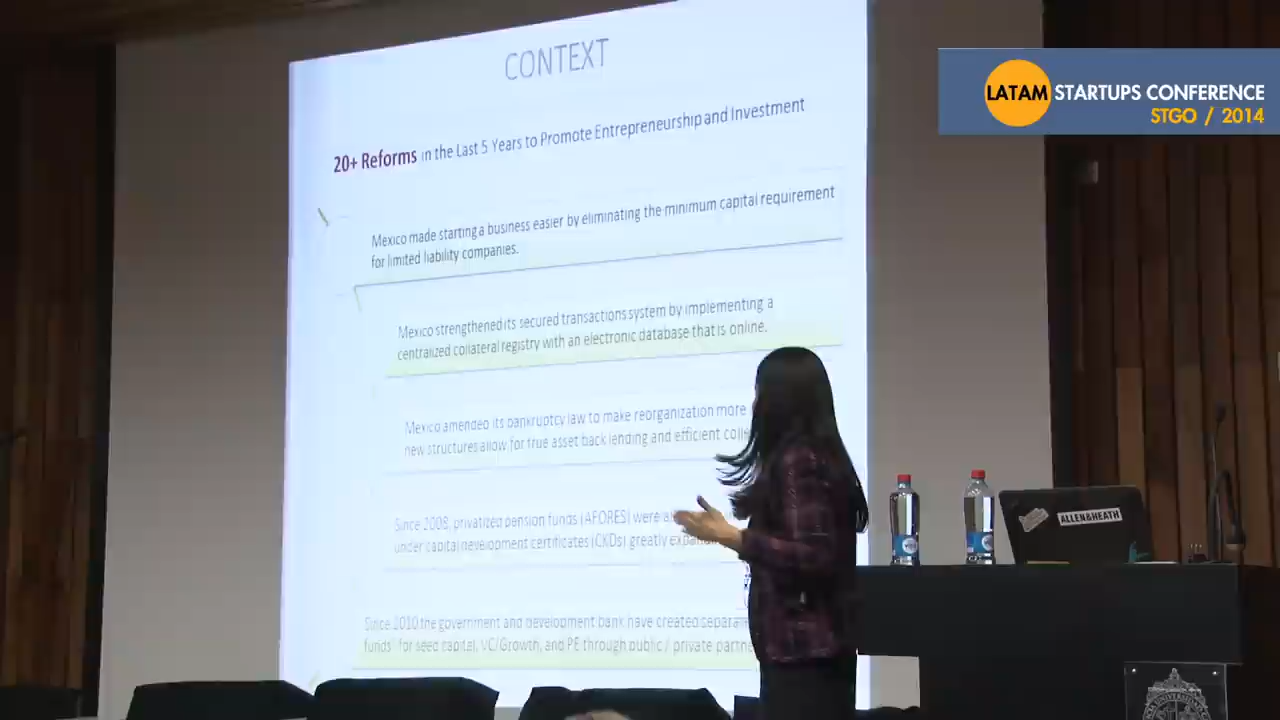 CONTEXT
LATAM STARTUPS CONFERENCE
STGO / 2014
20+ Reforms in the Last 5 Years to Promote Entrepreneurship and Investment
Mexico made starting a business easier by eliminating the minimum capital requirement
for limited liability companies.
Mexico strengthened its secured transactions system by implementing a
centralized collateral registry with an electronic database that is online.
Mexico amended its bankruptcy law to make reorganization more
new structures allow for true asset back lending and efficient
Since 2008, privatized pension funds (AFORES) were
under capital development certificates (CKDs) greatly
Since 2010 the government and development bank have created
funds' for seed capital, VC/Growth, and PE through public / private
ALLEN&HEATH